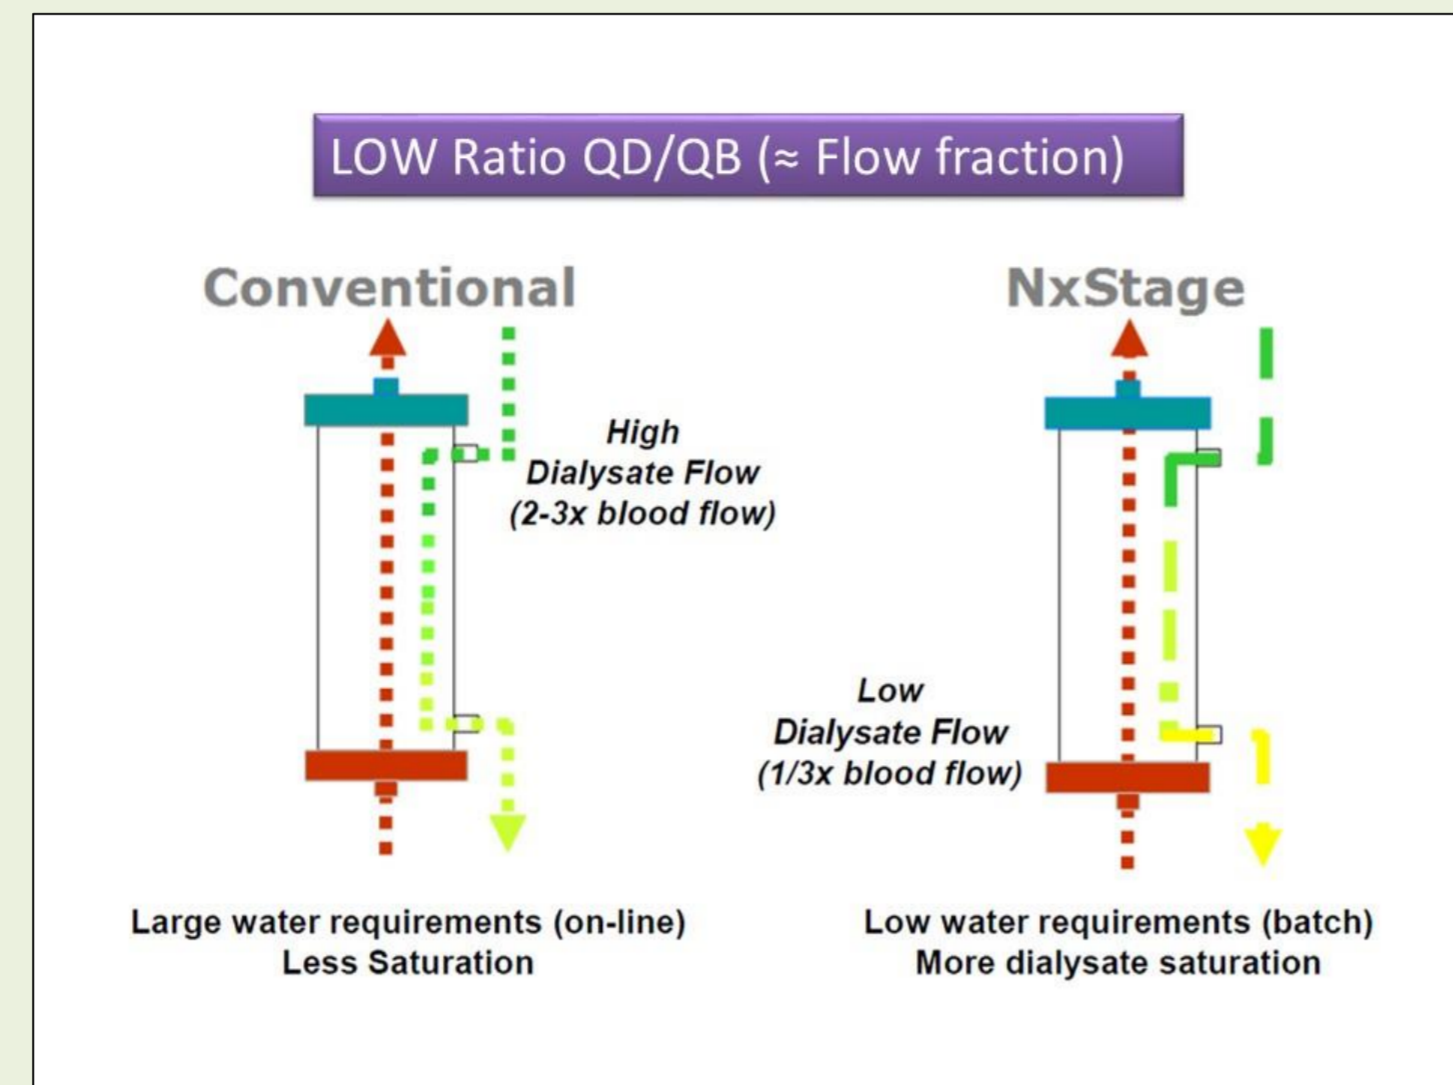 LOW Ratio QD/QB (≈ Flow fraction)
Conventional
High
Dialysate Flow
(2-3x blood flow)
Large water requirements (on-line)
Less Saturation
NxStage
Low
Dialysate Flow
(1/3x blood flow)
Low water requirements (batch)
More dialysate saturation